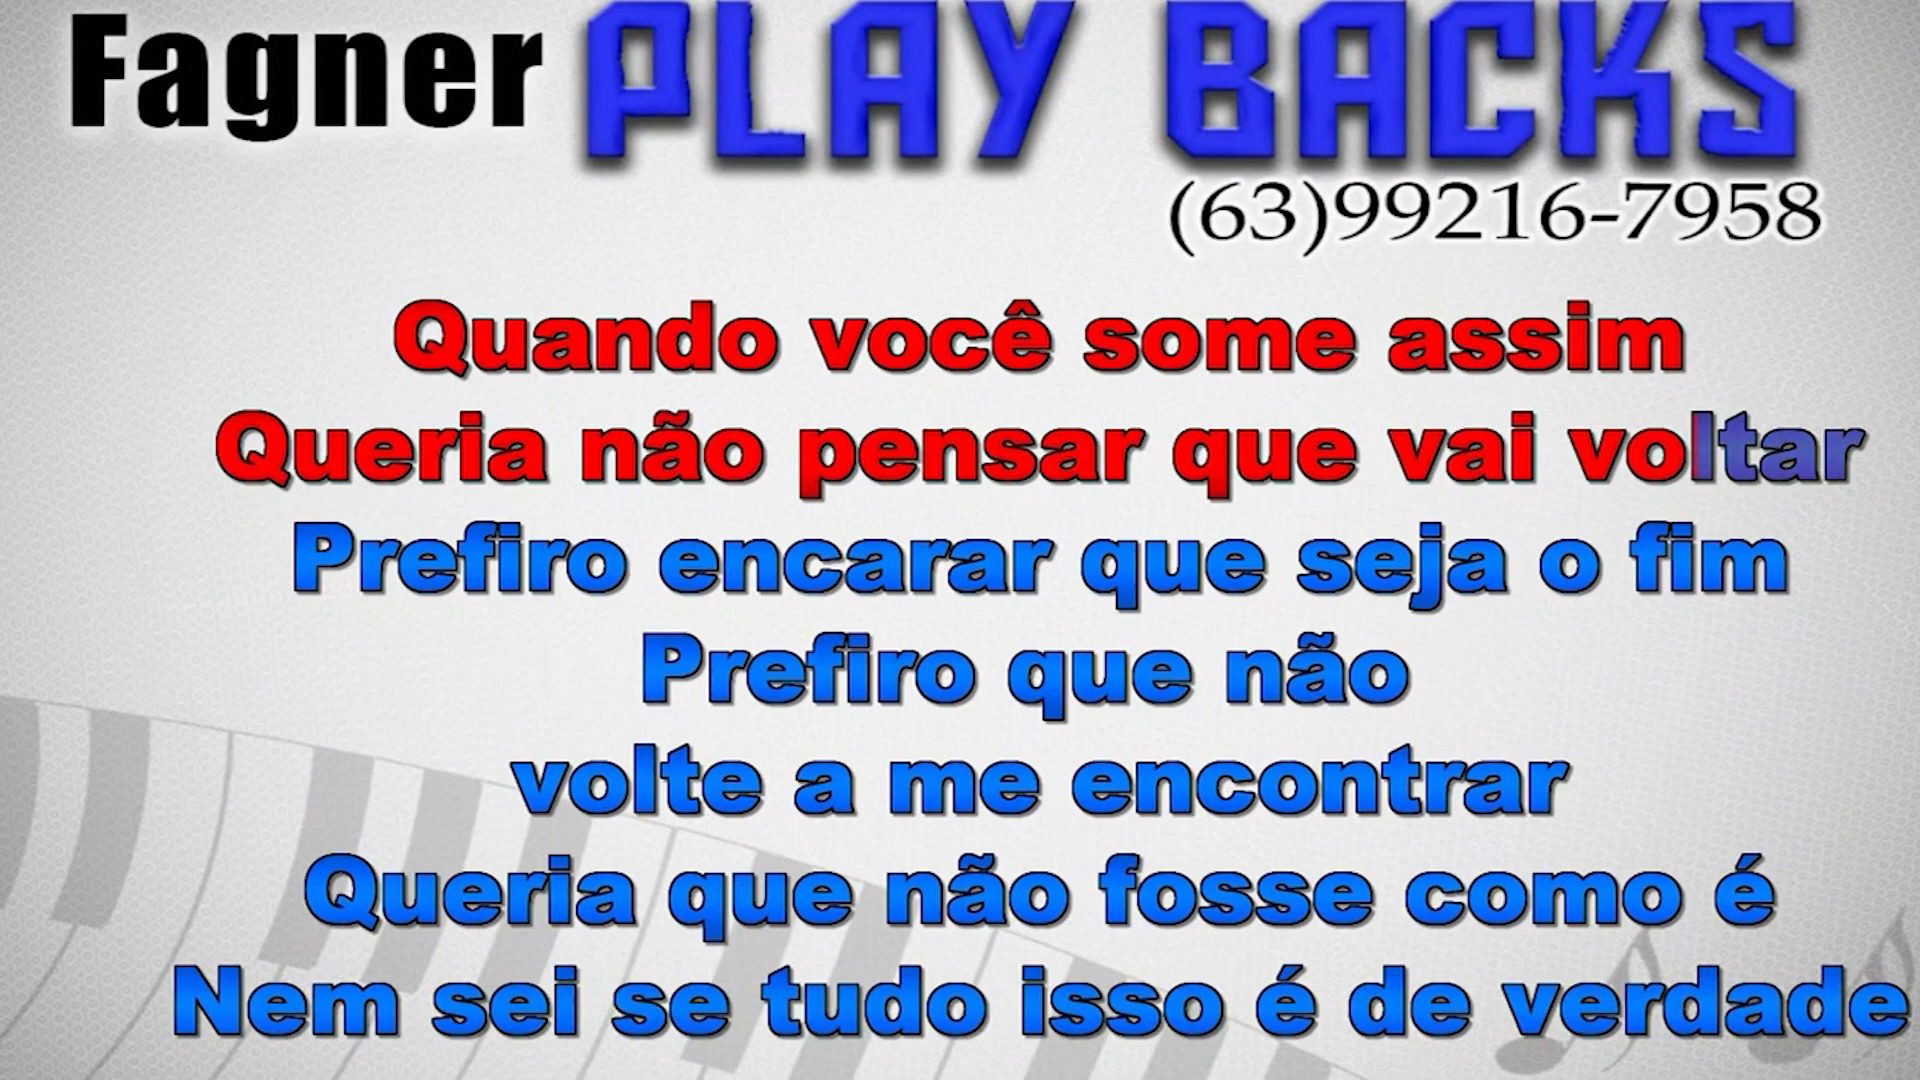 Fagner PLAY BACKS
(63)99216-7958
Quando você some assim
Queria não pensar que vai voltar
Prefiro encarar que seja o fim
Prefiro que não
volte a me encontrar
Queria que não fosse como é
Nem sei se tudo isso é de verdade